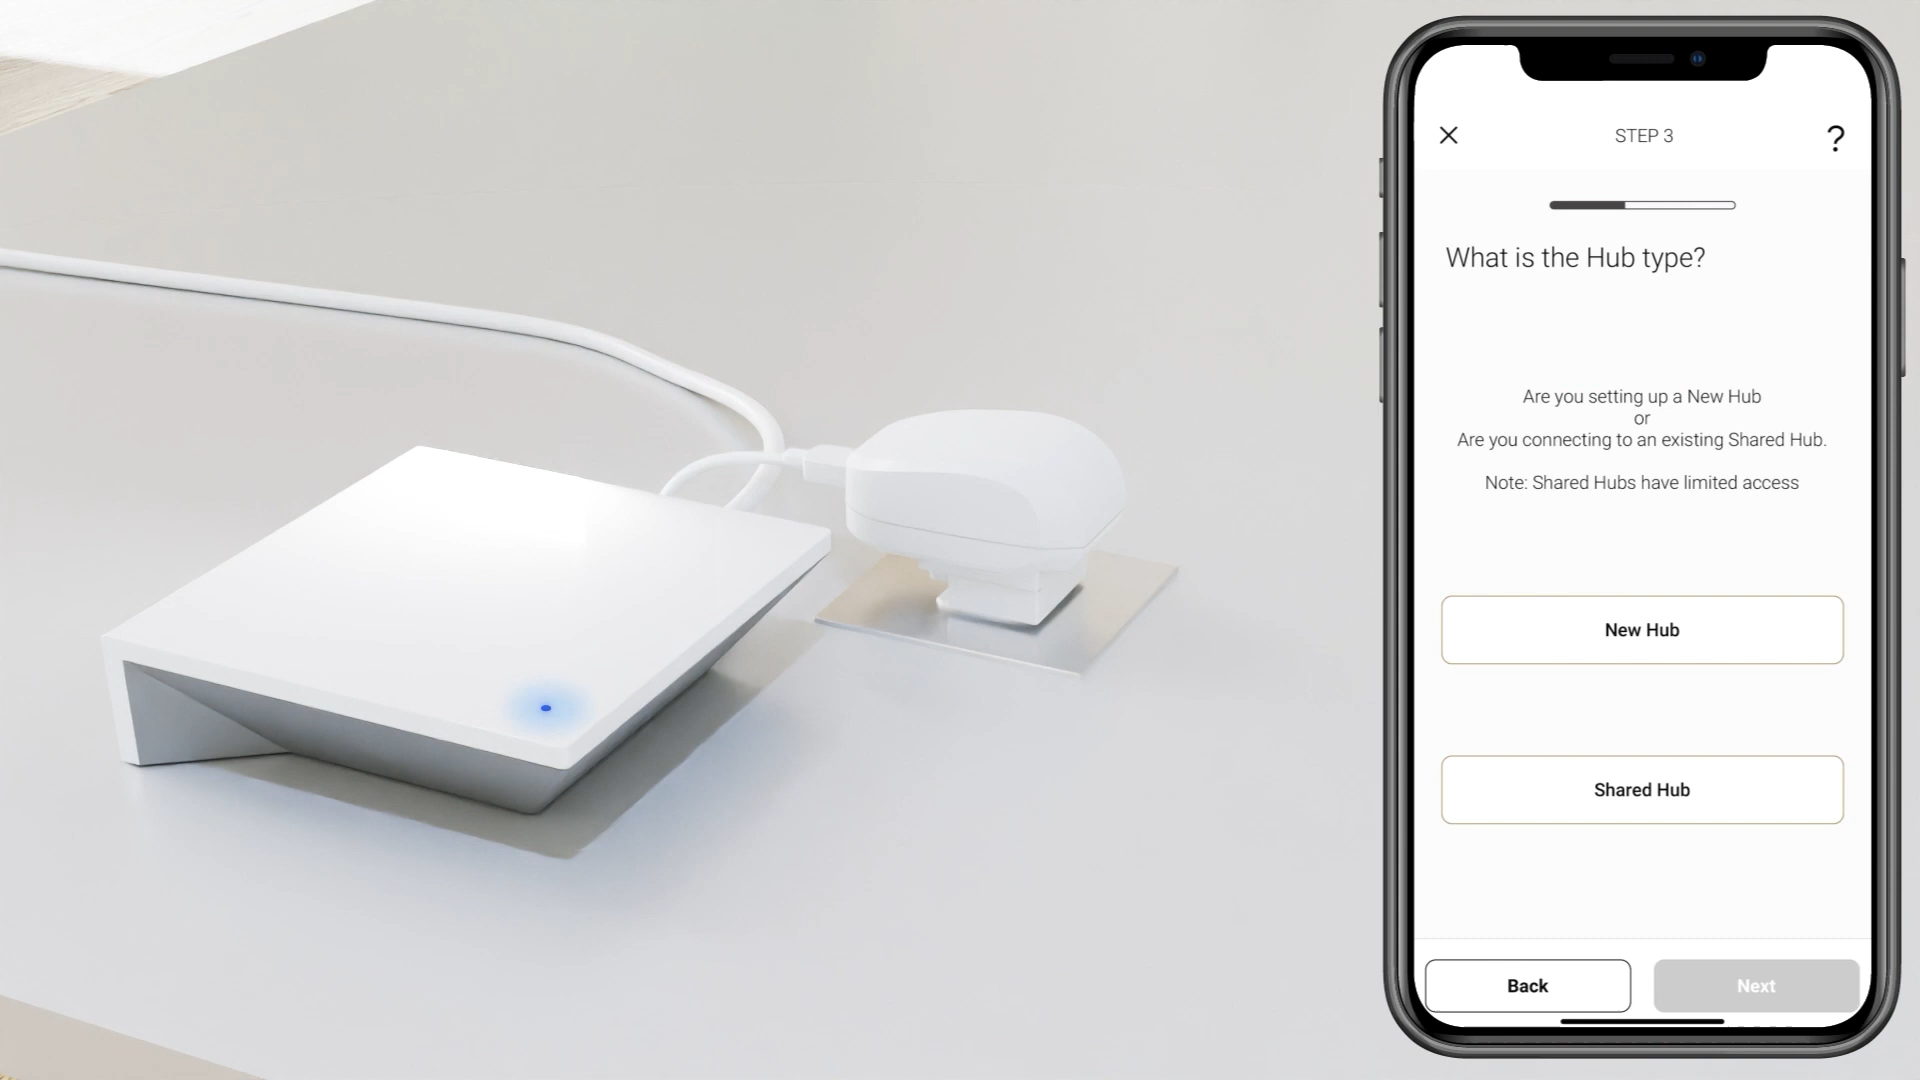 STEP 3
?
What is the Hub type?
Are you setting up a New Hub
or
Are you connecting to an existing Shared Hub.
Note: Shared Hubs have limited access
New Hub
Shared Hub
Back
Next